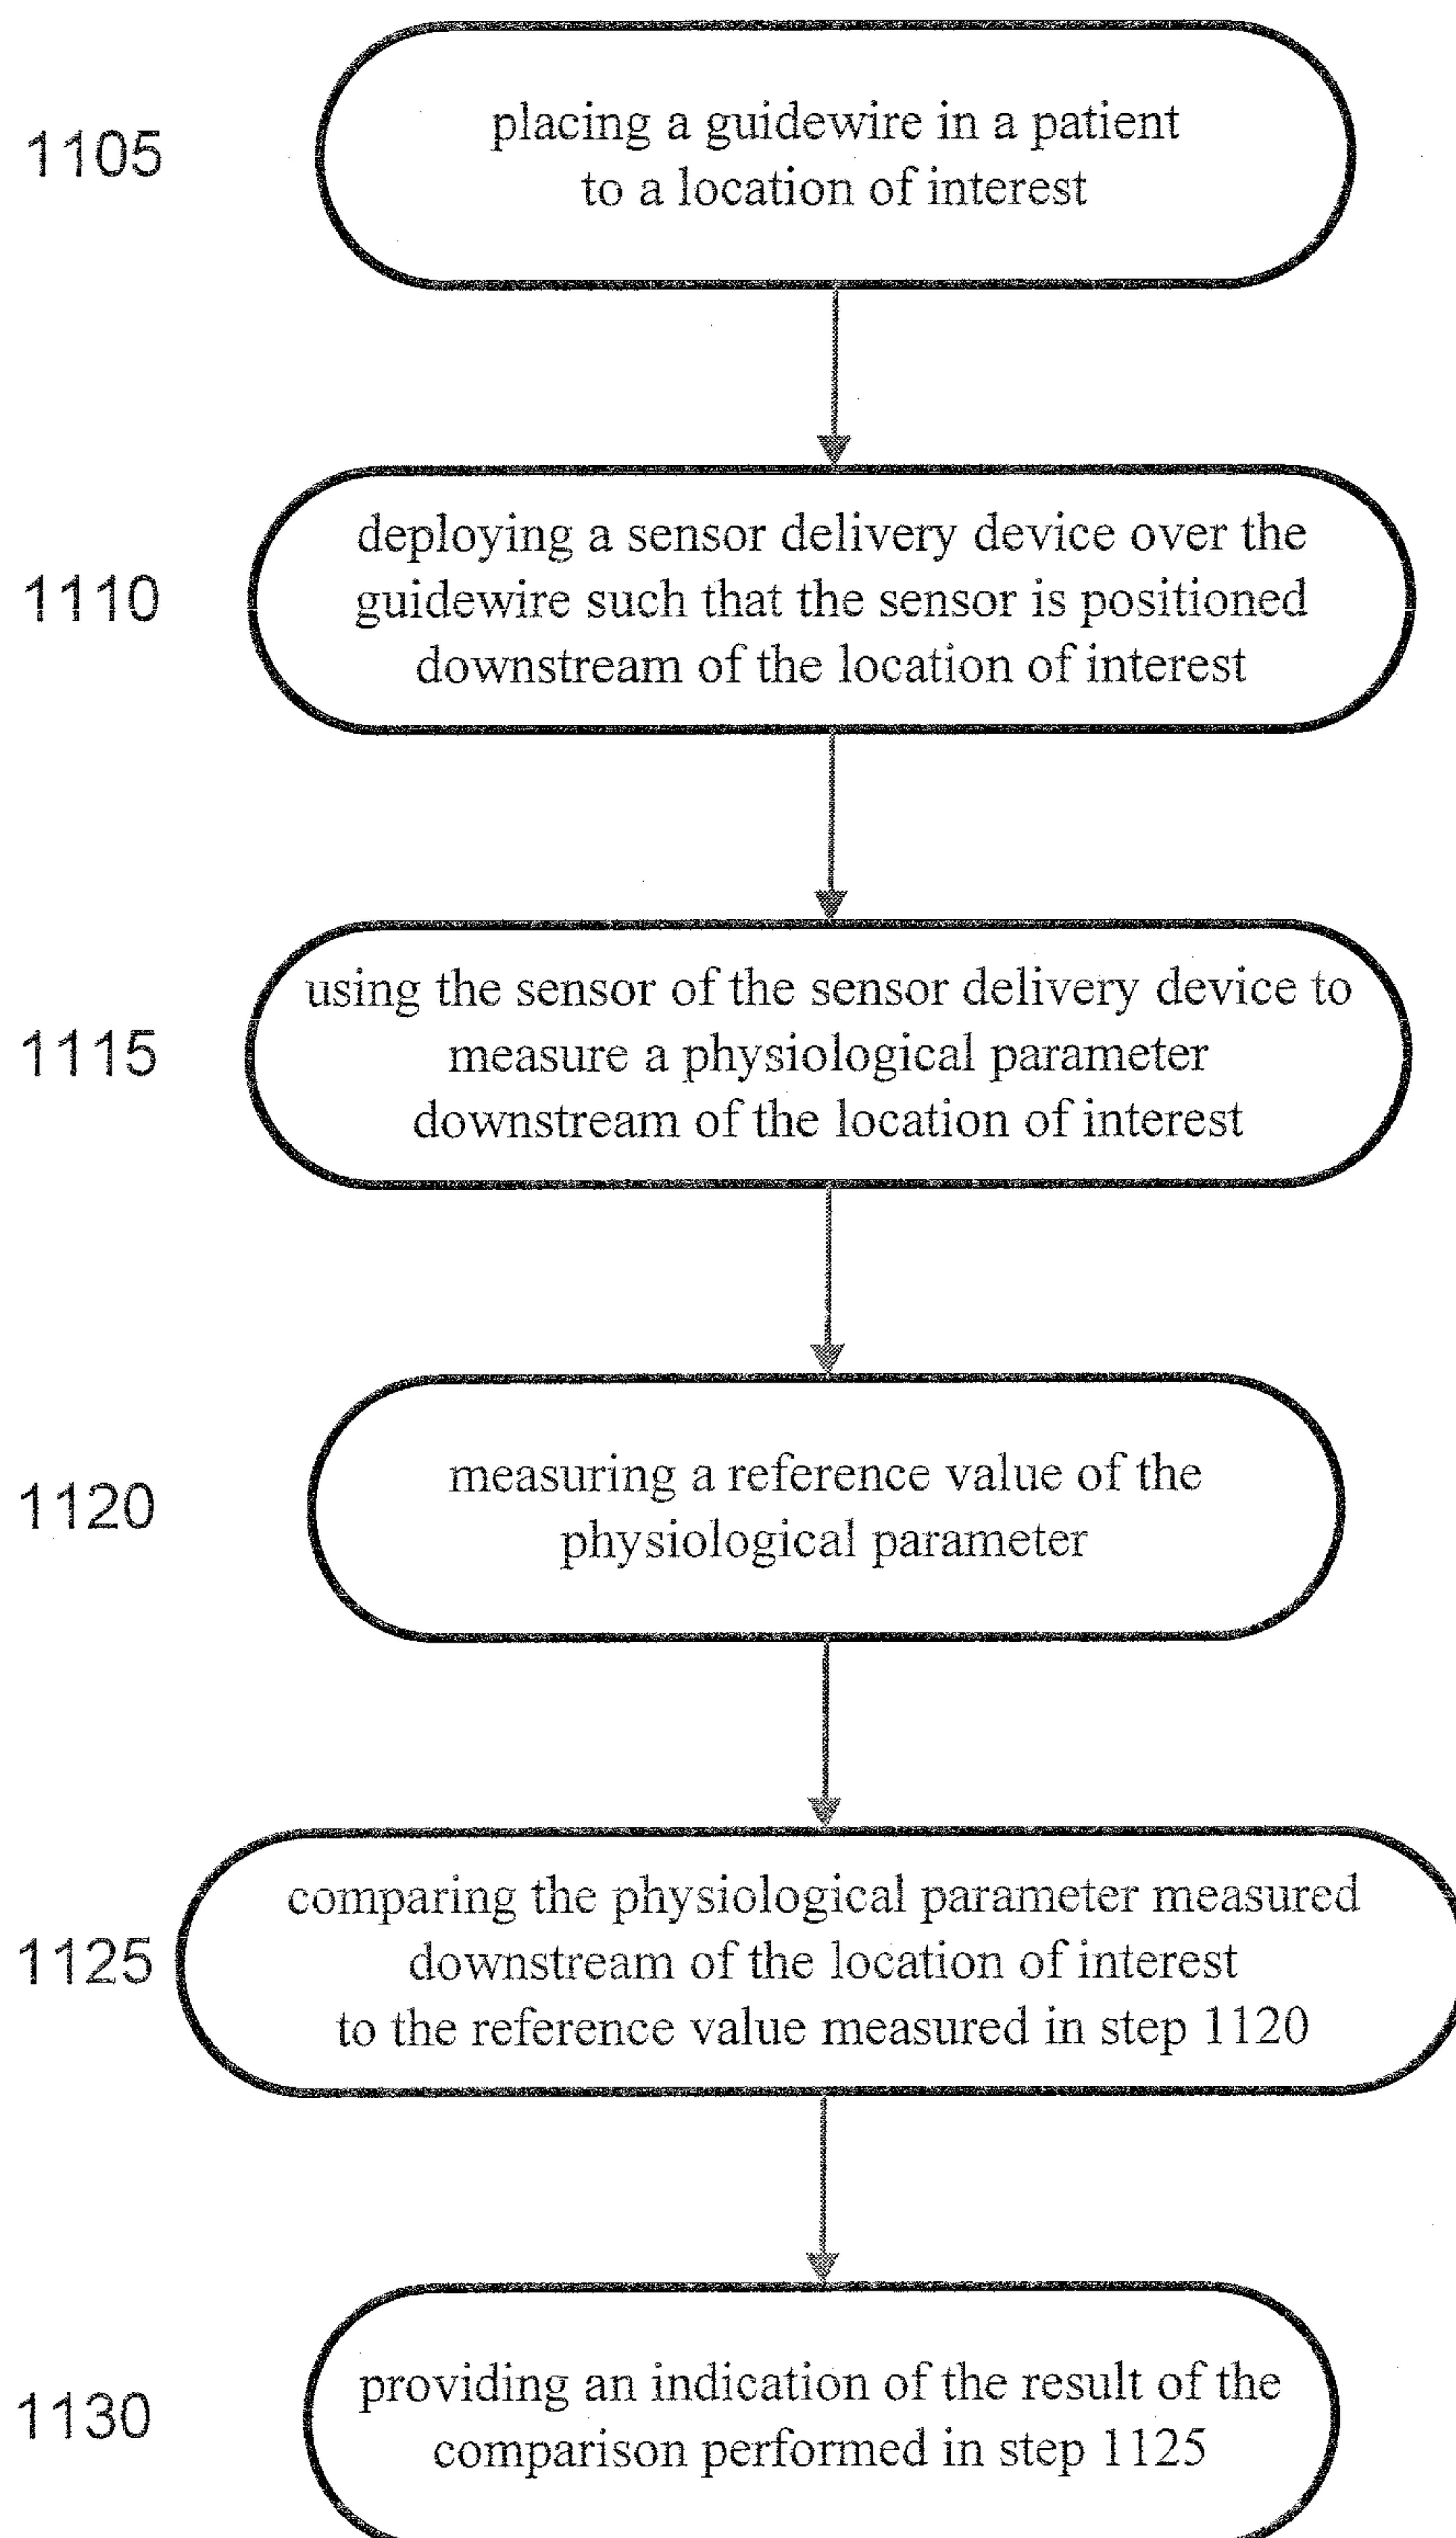 1105
placing a guidewire in a patient
to a location of interest
1110
deploying a sensor delivery device over the
guidewire such that the sensor is positioned
downstream of the location of interest
1115
using the sensor of the sensor delivery device to
measure a physiological parameter
downstream of the location of interest
1120
measuring a reference value of the
physiological parameter
1125
comparing the physiological parameter measured
downstream of the location of interest
to the reference value measured in step 1120
1130
providing an indication of the result of the
comparison performed in step 1125